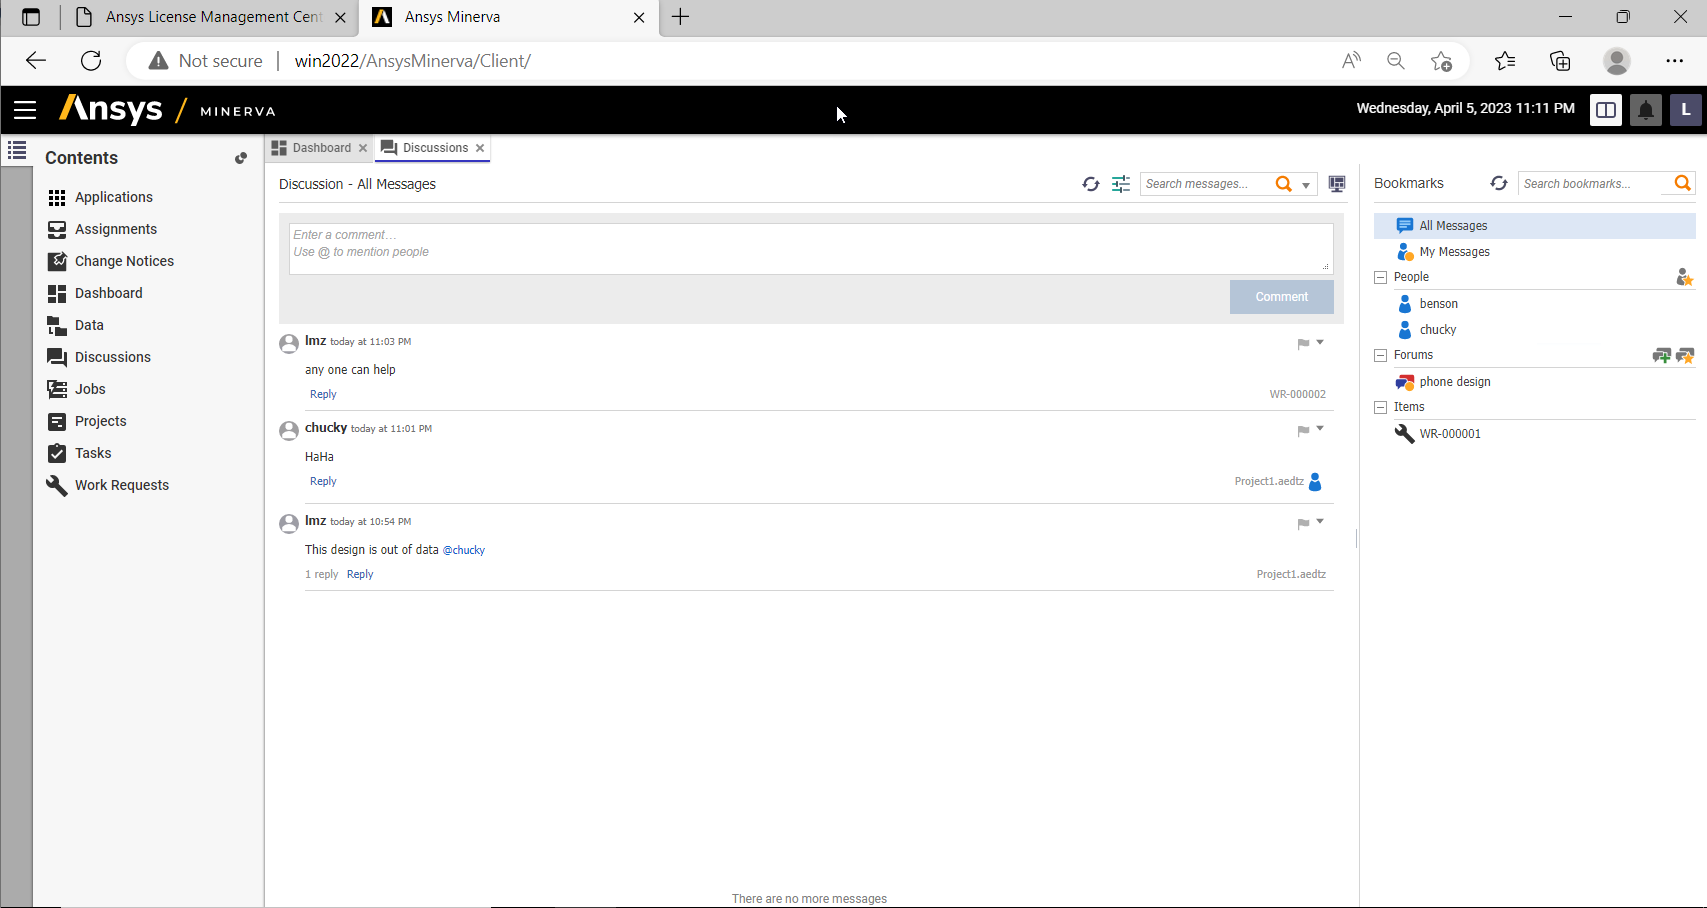 Ansys License Management Cent
Ansys Minerva
Not secure win2022/AnsysMinerva/Client/
Ansys / MINERVA
Wednesday, April 5, 2023 11:11 PM
L
Contents
Applications
Assignments
Change Notices
Dashboard
Data
Discussions
Jobs
Projects
Tasks
Work Requests
Dashboard
Discussions
Discussion - All Messages
Search messages...
Enter a comment...
Use @ to mention people
Comment
lmz today at 11:03 PM
any one can help
Reply
WR-000002
chucky today at 11:01 PM
HaHa
Reply
Project1.aedtz
lmz today at 10:54 PM
This design is out of data @chucky
1 reply Reply
Project1.aedtz
There are no more messages
Bookmarks
Search bookmarks...
All Messages
My Messages
People
benson
chucky
Forums
phone design
Items
WR-000001